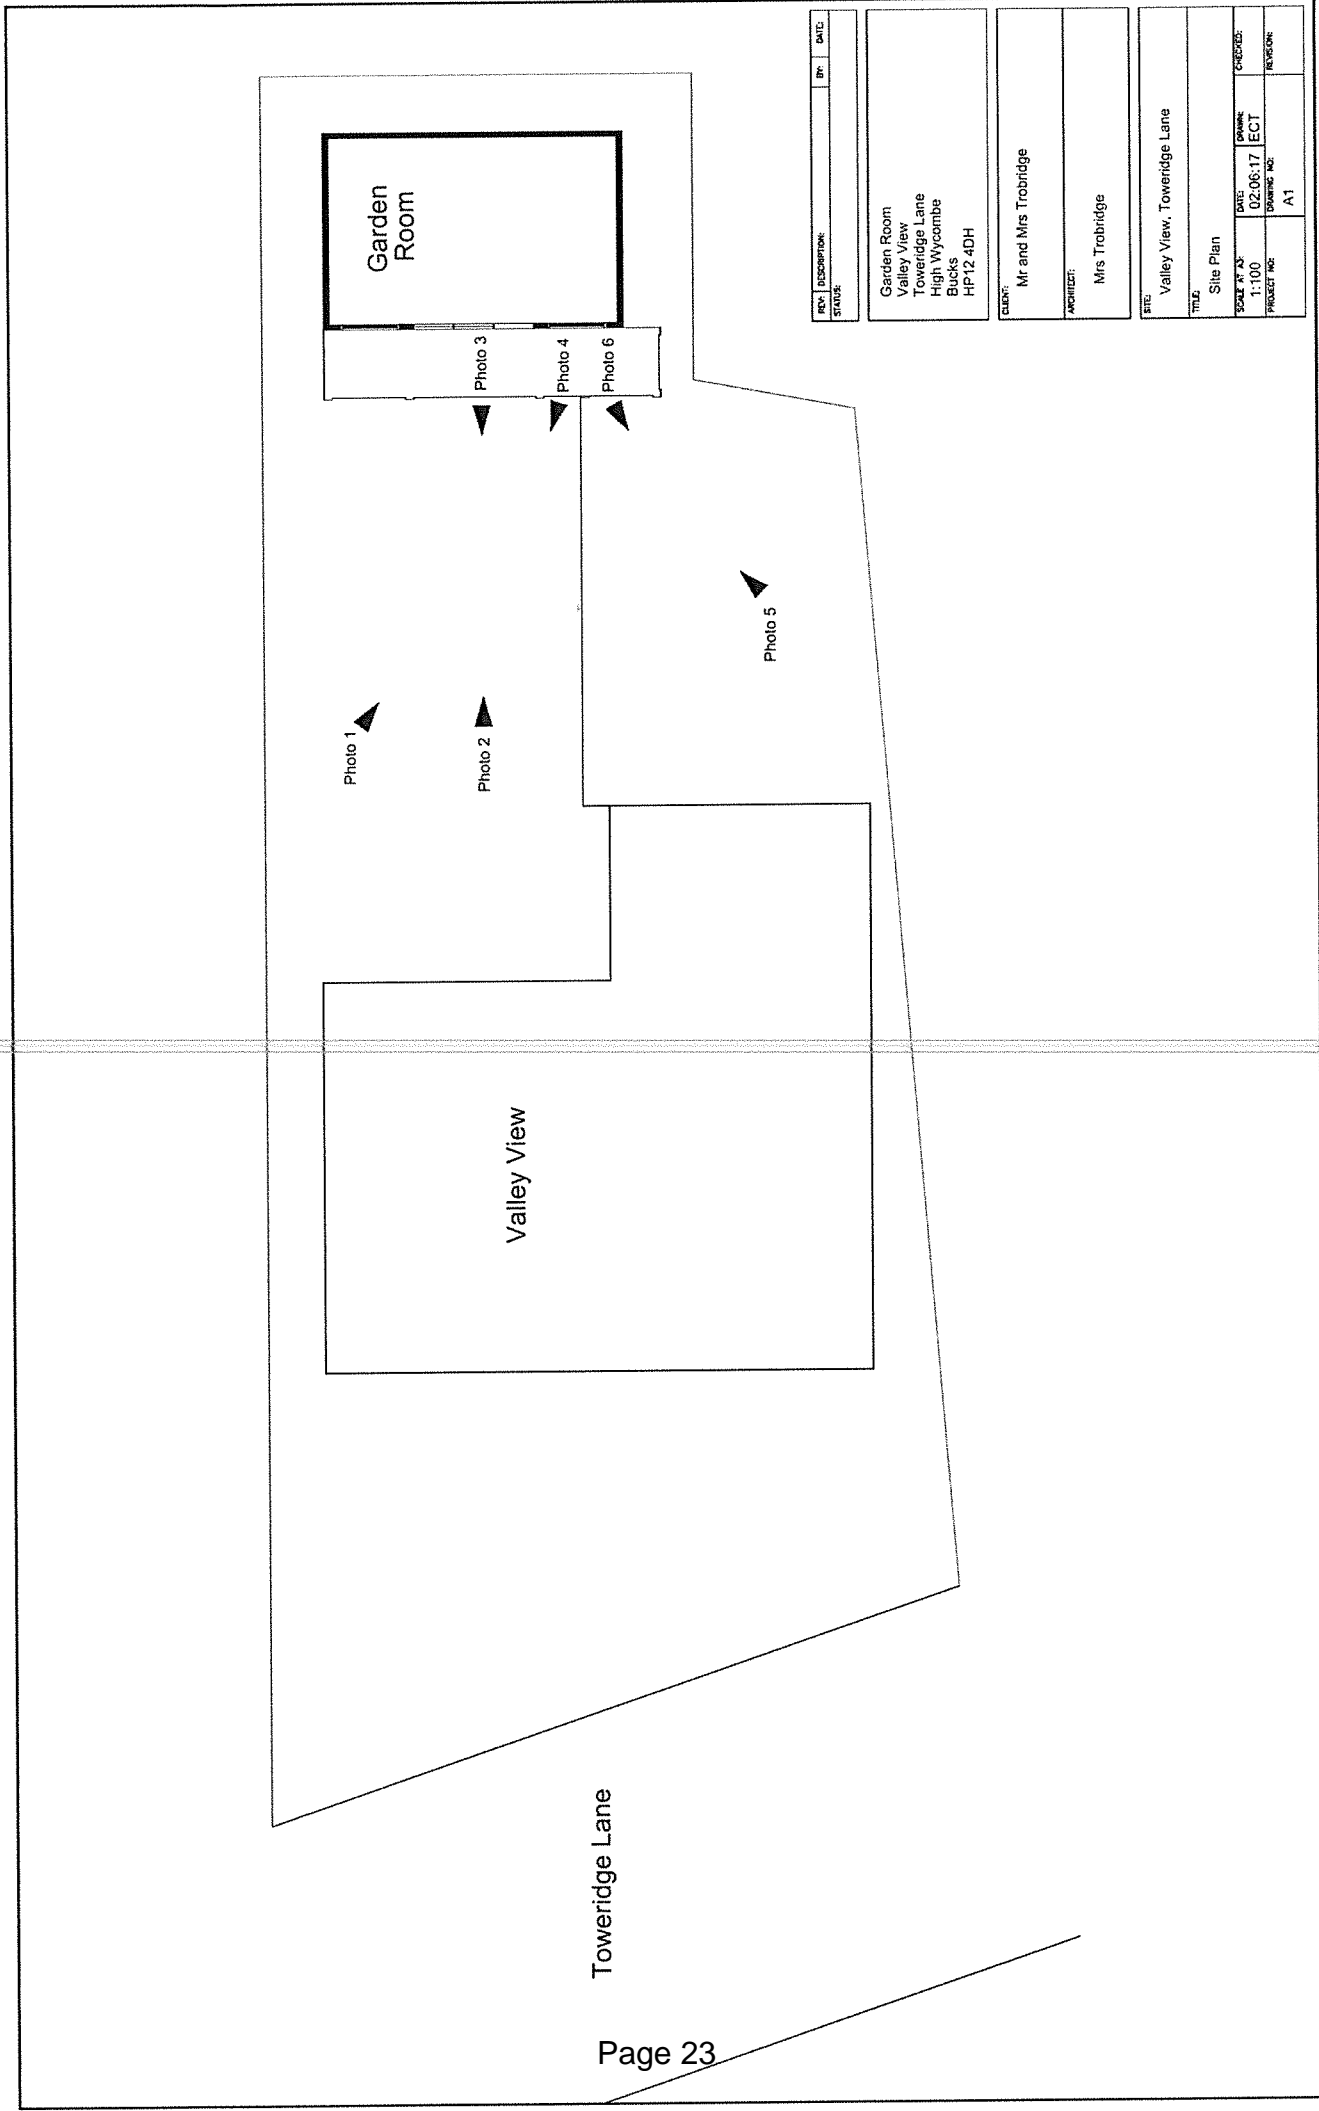 Toweridge Lane
Valley View
Photo 1
Photo 2
Photo 5
Photo 3
Photo 4
Photo 6
Garden
Room
REV: DESCRIPTION: BY: DATE:
STATUS:
Garden Room
Valley View
Toweridge Lane
High Wycombe
Bucks
HP12 4DH
CLIENT:
Mr and Mrs Trobridge
ARCHITECT:
Mrs Trobridge
SITE:
Valley View, Toweridge Lane
TITLE:
Site Plan
SCALE AT A3: DATE: DRAWN: CHECKED:
1:100 02:06:17 ECT
PROJECT NO: DRAWING NO: REVISION:
A1
Page 23